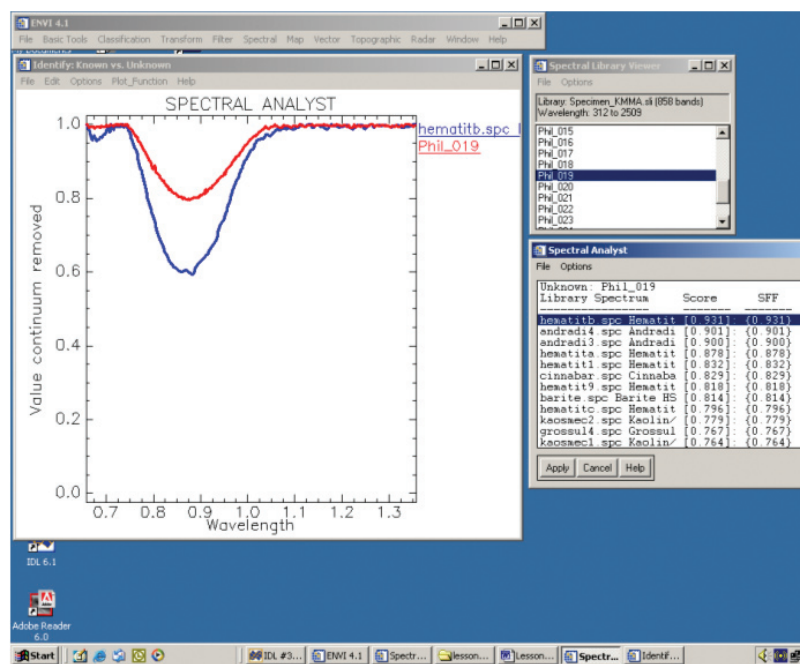 ENVI 4.1
File Basic Tools Classification Transform Filter Spectral Map Vector Topographic Radar Window Help
Identify: Known vs. Unknown
File Edit Options Plot_Function Help
SPECTRAL ANALYST
hematitb.spc
Phil_019
1.0
0.8
0.6
0.4
0.2
0.0
Value continuum removed
0.7 0.8 0.9 1.0 1.1 1.2 1.3
Wavelength
Spectral Library Viewer
File Options
Library: Specimen_KMMA.sli (858 bands)
Wavelength: 312 to 2509
Phil_015
Phil_016
Phil_017
Phil_018
Phil_019
Phil_020
Phil_021
Phil_022
Phil_023
Spectral Analyst
File Options
Unknown: Phil_019
Library Spectrum Score SFF
hematitb.spc Hematit [0.931]: {0.931}
andradi4.spc Andradi [0.901]: {0.901}
andradi3.spc Andradi [0.900]: {0.900}
hematita.spc Hematit [0.878]: {0.878}
hematit1.spc Hematit [0.832]: {0.832}
cinnabar.spc Cinnaba [0.829]: {0.829}
hematit9.spc Hematit [0.818]: {0.818}
barite.spc Barite HS [0.814]: {0.814}
hematitc.spc Hematit [0.796]: {0.796}
kaosmec2.spc Kaolin/ [0.779]: {0.779}
grossul4.spc Grossul [0.767]: {0.767}
kaosmec1.spc Kaolin/ [0.764]: {0.764}
Apply Cancel Help
IDL 6.1
Adobe Reader
6.0
Start IDL #3... ENVI 4.1 Spectr... lesson... Lesson... Spectr... Identif...